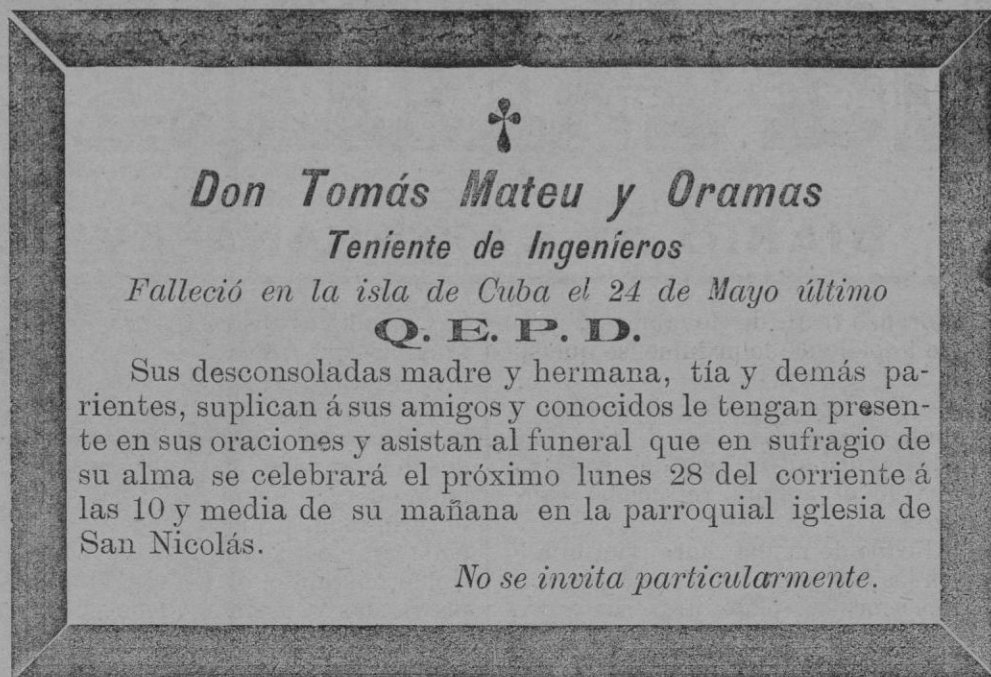 Don Tomás Mateu y Oramas
Teniente de Ingenieros
Falleció en la isla de Cuba el 24 de Mayo último
Q. E. P. D.
Sus desconsoladas madre y hermana, tía y demás pa-
rientes, suplican á sus amigos y conocidos le tengan presen-
te en sus oraciones y asistan al funeral que en sufragio de
su alma se celebrará el próximo lunes 28 del corriente á
las 10 y media de su mañana en la parroquial iglesia de
San Nicolás.
No se invita particularmente.